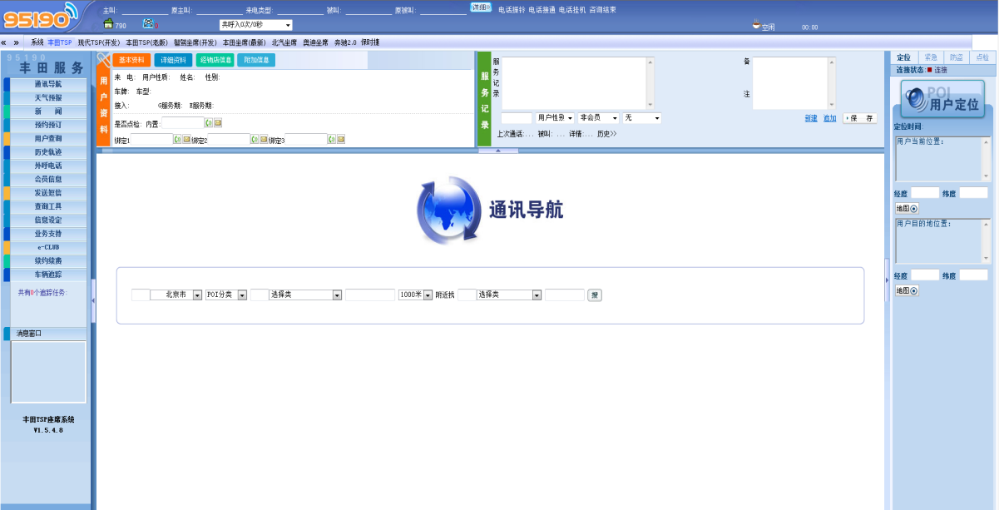 95190
主叫:
原主叫:
来电类型:
被叫:
原被叫:
详细»
电话振铃 电话接通 电话挂机 咨询结束
790
0
共呼入0次/0秒
空闲
00:00
« » 系统 丰田TSP 现代TSP(开发) 本田TSP(老版) 智驾坐席(开发) 本田坐席(最新) 北汽坐席 奥迪坐席 奔驰2.0 保时捷
95190
丰田服务
通讯导航
天气预报
新 闻
预约预订
用户查询
历史轨迹
外呼电话
会员信息
发送短信
查询工具
信息设定
业务支持
e-CLUB
续约续费
车辆追踪
共有0个追踪任务:
消息窗口
丰田TSP座席系统
V1.5.4.8
用户资料
基本资料
详细资料
经销店信息
附加信息
来 电: 用户性质: 姓名: 性别:
车牌: 车型:
接入: G服务期:
是否点检: 内置:
绑定1
绑定2
绑定3
服务记录
服务记录
备注
用户性别
非会员
无
新建
追加
保 存
上次通话:... 被叫: ... 详情:... 历史>>
通讯导航
北京市
POI分类
选择类
1000米
附近找
选择类
搜
定位
紧急
防盗
点检
连接状态: 连接
POI
用户定位
定位时间:
用户当前位置:
经度
纬度
地图
用户目的地位置:
经度
纬度
地图